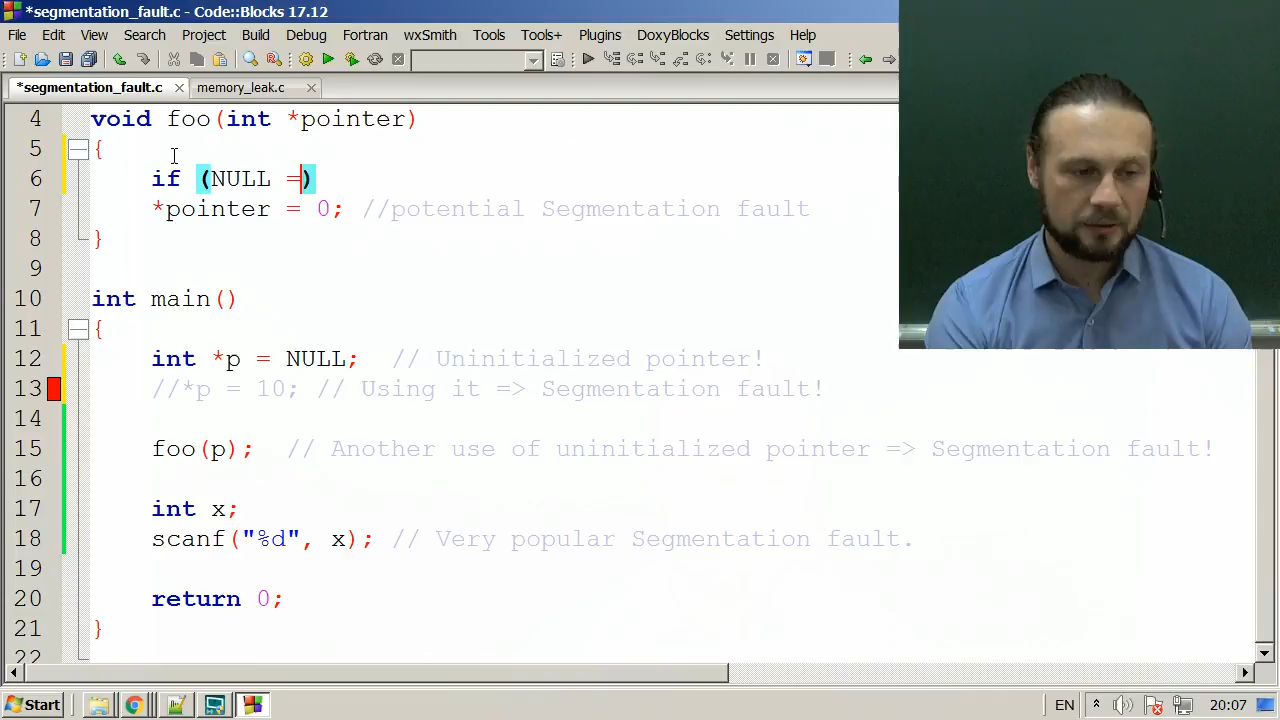 *segmentation_fault.c - Code::Blocks 17.12
File Edit View Search Project Build Debug Fortran wxSmith Tools Tools+ Plugins DoxyBlocks Settings Help
*segmentation_fault.c memory_leak.c
4 void foo(int *pointer)
5 {
6 if (NULL =)
7 *pointer = 0; //potential Segmentation fault
8 }
9
10 int main()
11 {
12 int *p = NULL; // Uninitialized pointer!
13 //*p = 10; // Using it => Segmentation fault!
14
15 foo(p); // Another use of uninitialized pointer => Segmentation fault!
16
17 int x;
18 scanf("%d", x); // Very popular Segmentation fault.
19
20 return 0;
21 }
22
Start EN 20:07